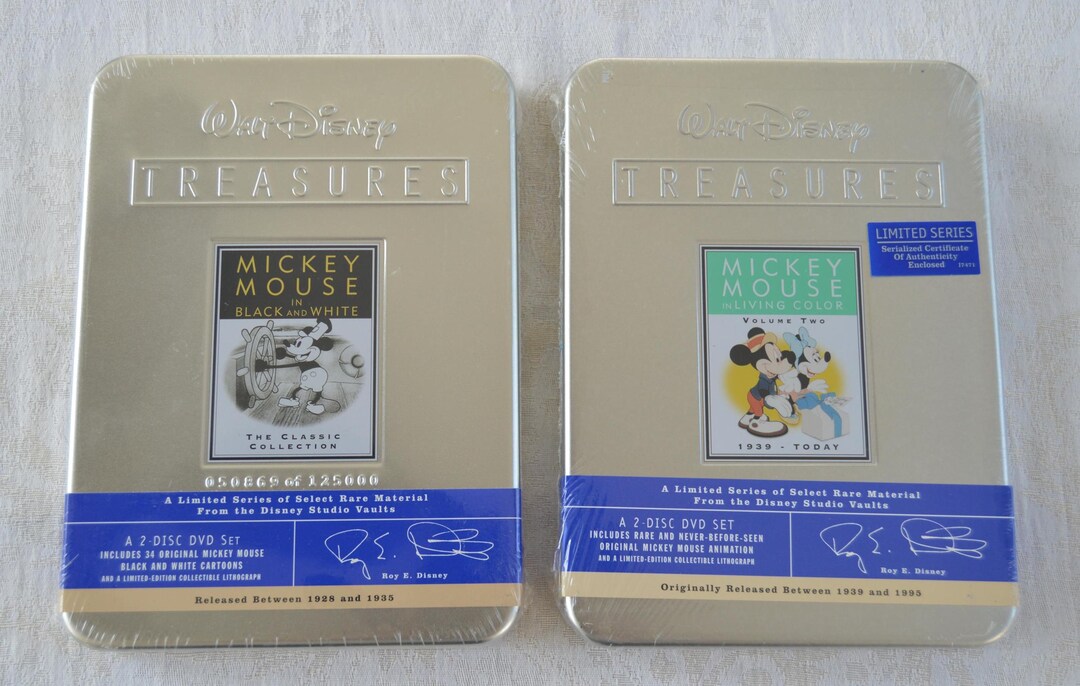 Walt Disney
TREASURES
MICKEY
MOUSE
IN
BLACK AND WHITE
THE CLASSIC
COLLECTION
050869 of 125000
A Limited Series of Select Rare Material
From the Disney Studio Vaults
A 2-DISC DVD SET
INCLUDES 34 ORIGINAL MICKEY MOUSE
BLACK AND WHITE CARTOONS
AND A LIMITED-EDITION COLLECTIBLE LITHOGRAPH
Roy E. Disney
Roy E. Disney
Released Between 1928 and 1935
Walt Disney
TREASURES
LIMITED SERIES
Serialized Certificate
Of Authenticity
Enclosed
MICKEY
MOUSE
IN LIVING COLOR
VOLUME TWO
1939 - TODAY
A Limited Series of Select Rare Material
From the Disney Studio Vaults
A 2-DISC DVD SET
INCLUDES RARE AND NEVER-BEFORE-SEEN
ORIGINAL MICKEY MOUSE ANIMATION
AND A LIMITED-EDITION COLLECTIBLE LITHOGRAPH
Roy E. Disney
Roy E. Disney
Originally Released Between 1939 and 1995